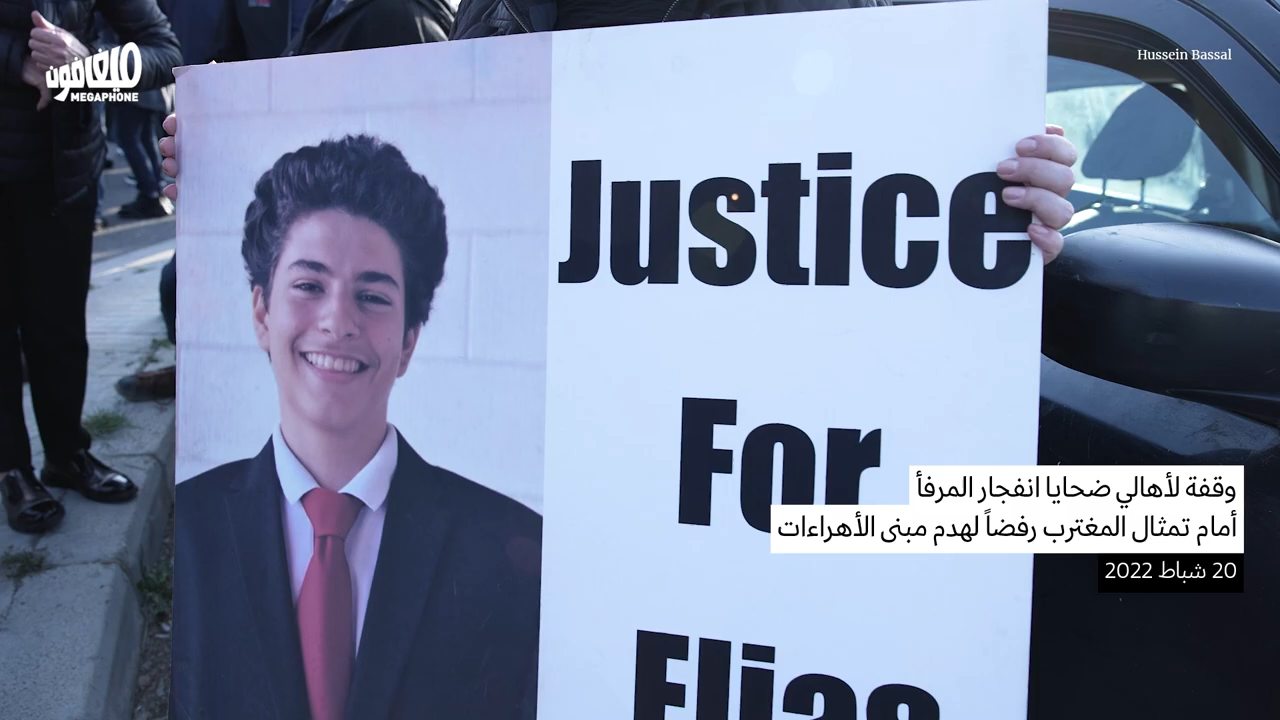 ميغافون
MEGAPHONE
Hussein Bassal
Justice
For
Elias
وقفة لأهالي ضحايا انفجار المرفأ
أمام تمثال المغترب رفضاً لهدم مبنى الأهراءات
20 شباط 2022